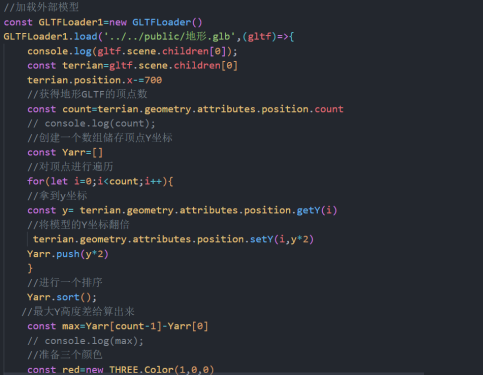 //加载外部模型
const GLTFLoader1=new GLTFLoader()
GLTFLoader1.load('../../public/地形.glb',(gltf)=>{
console.log(gltf.scene.children[0]);
const terrian=gltf.scene.children[0]
terrian.position.x-=700
//获得地形GLTF的顶点数
const count=terrian.geometry.attributes.position.count
// console.log(count);
//创建一个数组储存顶点Y坐标
const Yarr=[]
//对顶点进行遍历
for(let i=0;i<count;i++){
//拿到y坐标
const y= terrian.geometry.attributes.position.getY(i)
//将模型的Y坐标翻倍
terrian.geometry.attributes.position.setY(i,y*2)
Yarr.push(y*2)
}
//进行一个排序
Yarr.sort();
//最大Y高度差给算出来
const max=Yarr[count-1]-Yarr[0]
// console.log(max);
//准备三个颜色
const red=new THREE.Color(1,0,0)